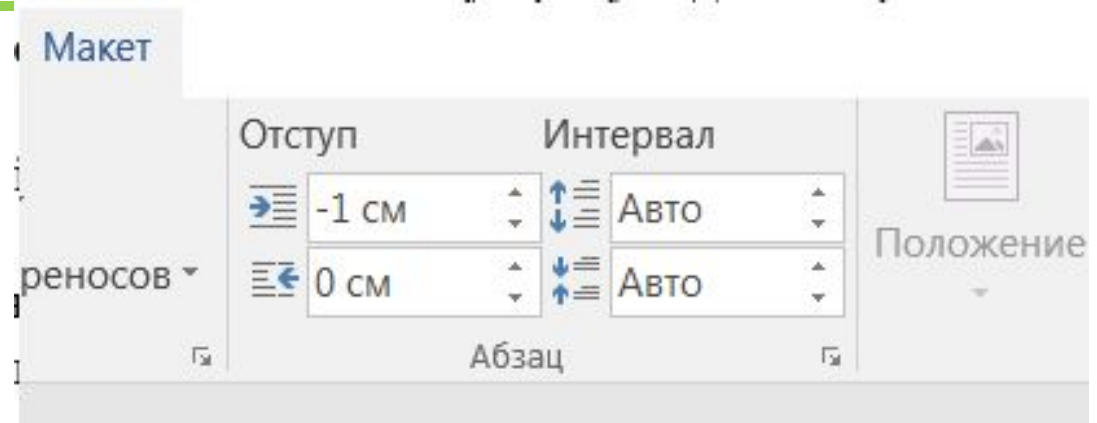 Макет
Отступ Интервал
-1 см Авто
Положение
реносов
0 см Авто
Абзац